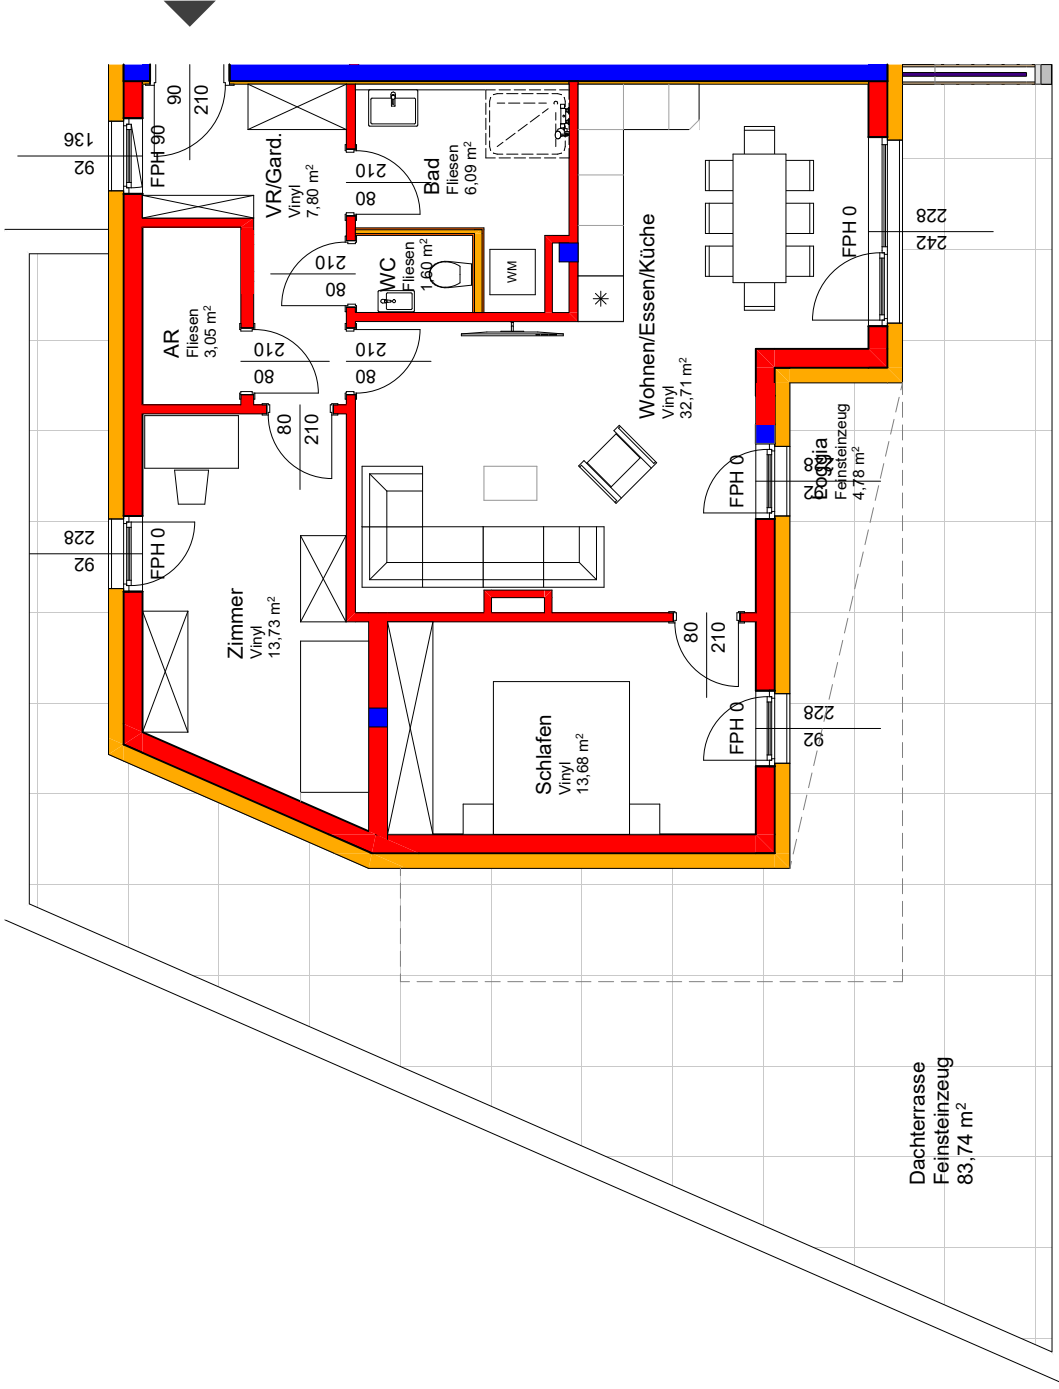 90
210
136
92
FPH 90
VR/Gard.
Vinyl
7,80 m²
210
80
Bad
Fliesen
6,09 m²
210
80
WC
Fliesen
1,60 m²
WM
AR
Fliesen
3,05 m²
210
80
210
80
80
210
Wohnen/Essen/Küche
Vinyl
32,71 m²
FPH 0
228
242
FPH 0
228
92
Loggia
Feinsteinzeug
4,78 m²
228
92
FPH 0
Zimmer
Vinyl
13,73 m²
80
210
Schlafen
Vinyl
13,68 m²
FPH 0
228
92
Dachterrasse
Feinsteinzeug
83,74 m²